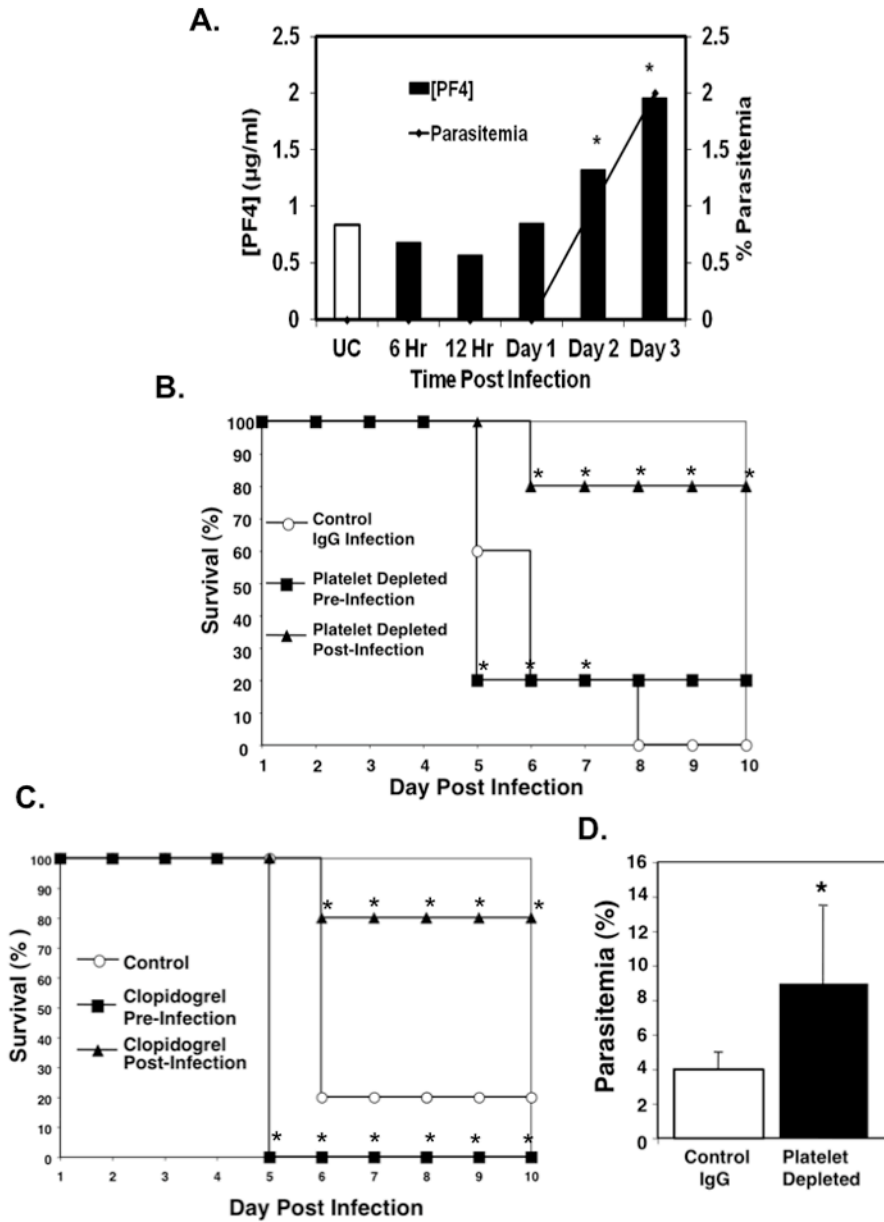 A.
2.5
2
1.5
1
0.5
0
[PF4] (µg/ml)
[PF4]
Parasitemia
*
*
2.5
2
1.5
1
0.5
0
% Parasitemia
UC 6 Hr 12 Hr Day 1 Day 2 Day 3
Time Post Infection
B.
100
90
80
70
60
50
40
30
20
10
0
Survival (%)
Control
IgG Infection
Platelet Depleted
Pre-Infection
Platelet Depleted
Post-Infection
* * * * *
* * *
1 2 3 4 5 6 7 8 9 10
Day Post Infection
C.
100
90
80
70
60
50
40
30
20
10
0
Survival (%)
Control
Clopidogrel
Pre-Infection
Clopidogrel
Post-Infection
* * * * *
* * * * * *
1 2 3 4 5 6 7 8 9 10
Day Post Infection
D.
16
14
12
10
8
6
4
2
0
Parasitemia (%)
*
Control
IgG
Platelet
Depleted